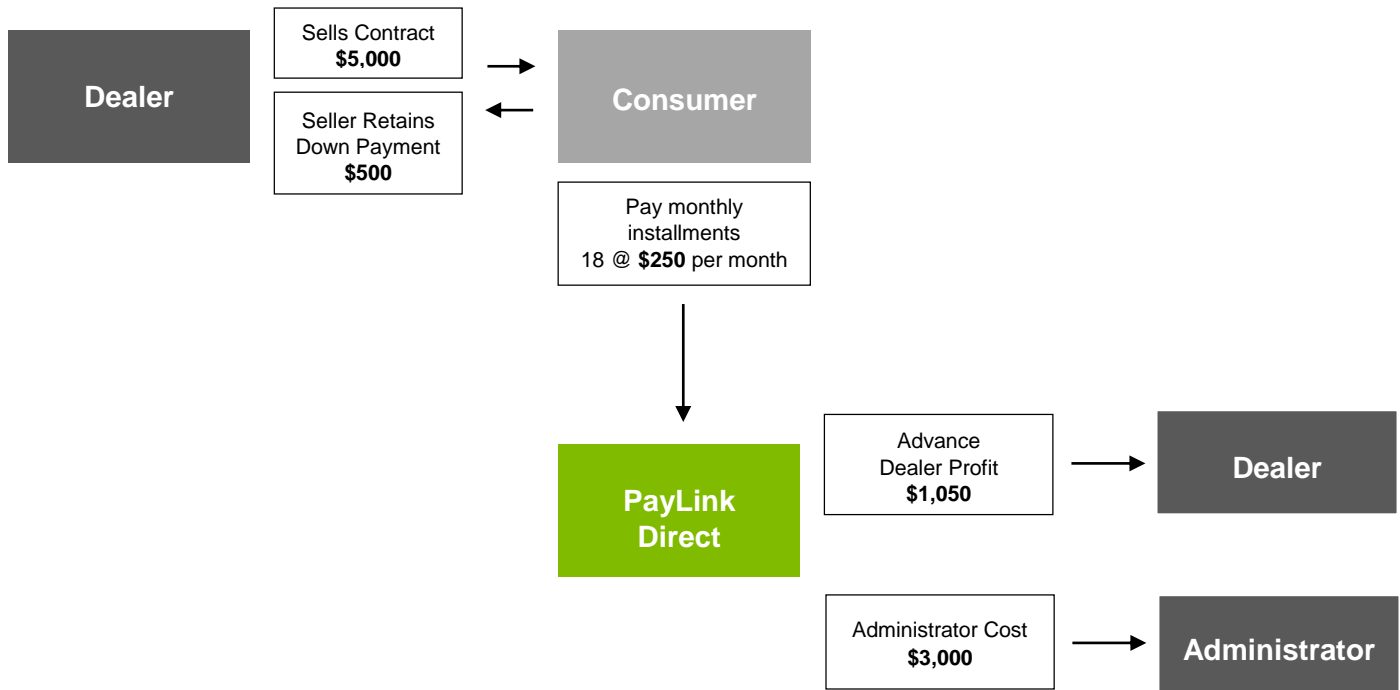 Dealer
Sells Contract
$5,000
Seller Retains
Down Payment
$500
Consumer
Pay monthly
installments
18 @ $250 per month
PayLink
Direct
Advance
Dealer Profit
$1,050
Dealer
Administrator Cost
$3,000
Administrator